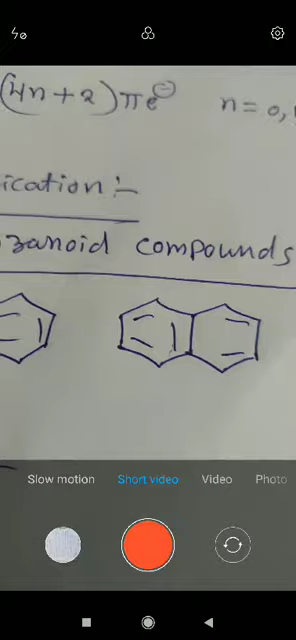 (4n+2)πe⊖ n=0,
ication:-
zanoid compounds
Slow motion Short video Video Photo